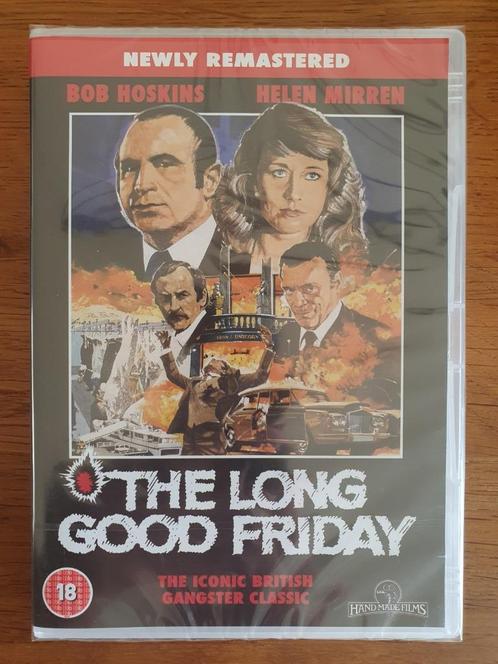 NEWLY REMASTERED
BOB HOSKINS HELEN MIRREN
THE LONG
GOOD FRIDAY
THE ICONIC BRITISH
GANGSTER CLASSIC
18
HAND MADE FILMS